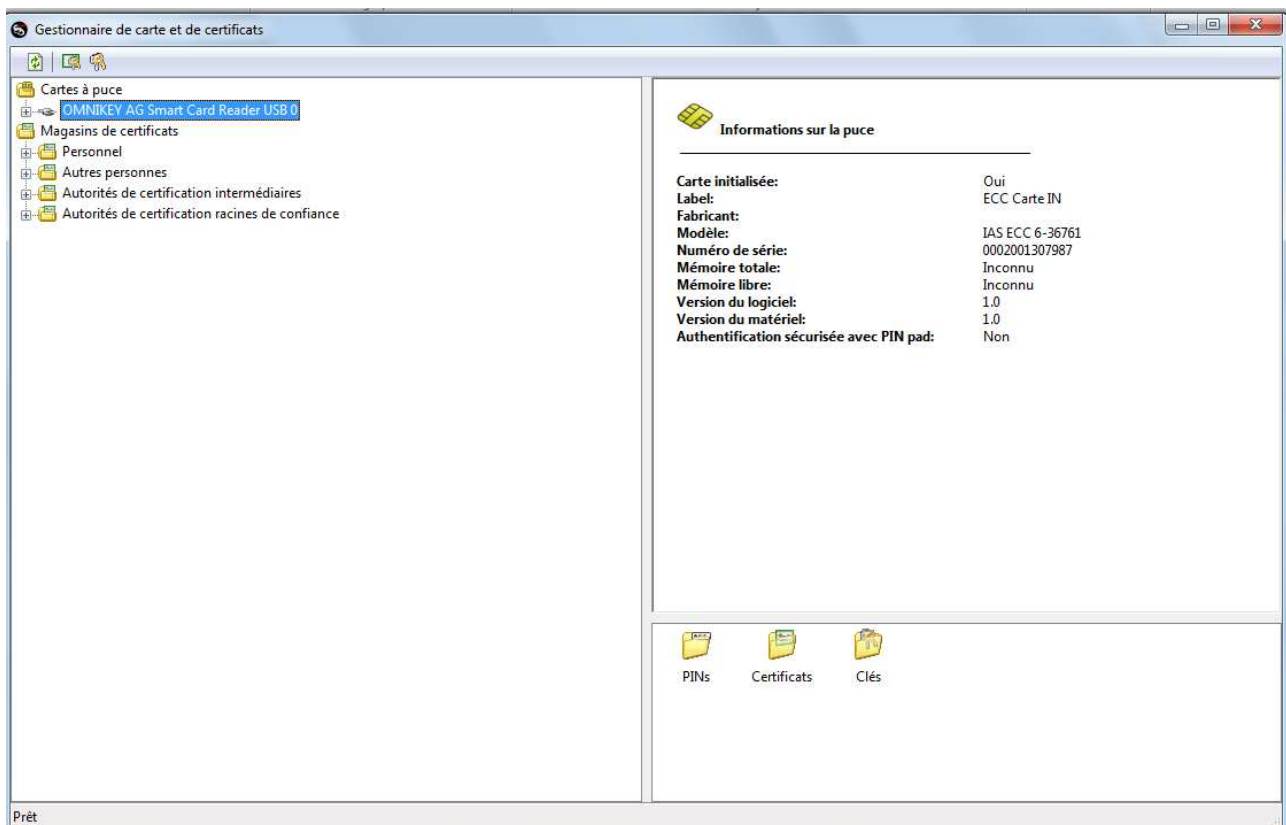 Gestionnaire de carte et de certificats
Cartes à puce
OMNIKEY AG Smart Card Reader USB 0
Magasins de certificats
Personnel
Autres personnes
Autorités de certification intermédiaires
Autorités de certification racines de confiance
Informations sur la puce
Carte initialisée: Oui
Label: ECC Carte IN
Fabricant:
Modèle: IAS ECC 6-36761
Numéro de série: 0002001307987
Mémoire totale: Inconnu
Mémoire libre: Inconnu
Version du logiciel: 1.0
Version du matériel: 1.0
Authentification sécurisée avec PIN pad: Non
PINs Certificats Clés
Prêt